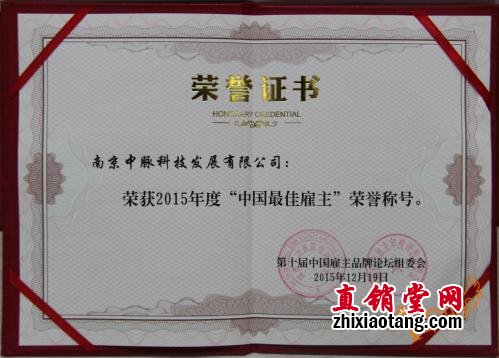 荣誉证书
HONORARY CREDENTIAL
南京中脉科技发展有限公司：
荣获2015年度“中国最佳雇主”荣誉称号。
第十届中国雇主品牌论坛组委会
2015年12月19日
直销堂网
zhixiaotang.com